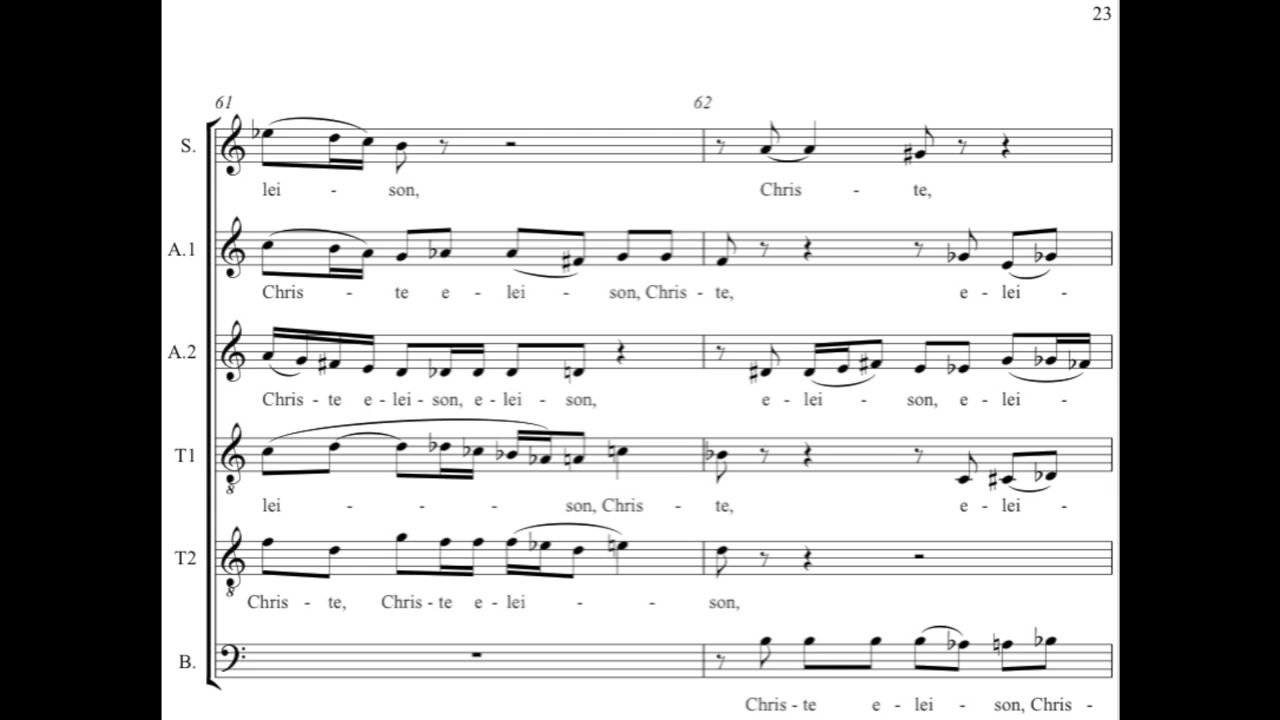 23
61 62
S.
lei - son, Chris - te,
A.1
Chris - te e - lei - son, Chris - te, e - lei -
A.2
Chris - te e - lei - son, e - lei - son, e - lei - son, e - lei -
T1
lei - - - son, Chris - te, e - lei -
T2
Chris - te, Chris - te e - lei - - son,
B.
Chris - te e - lei - son, Chris -